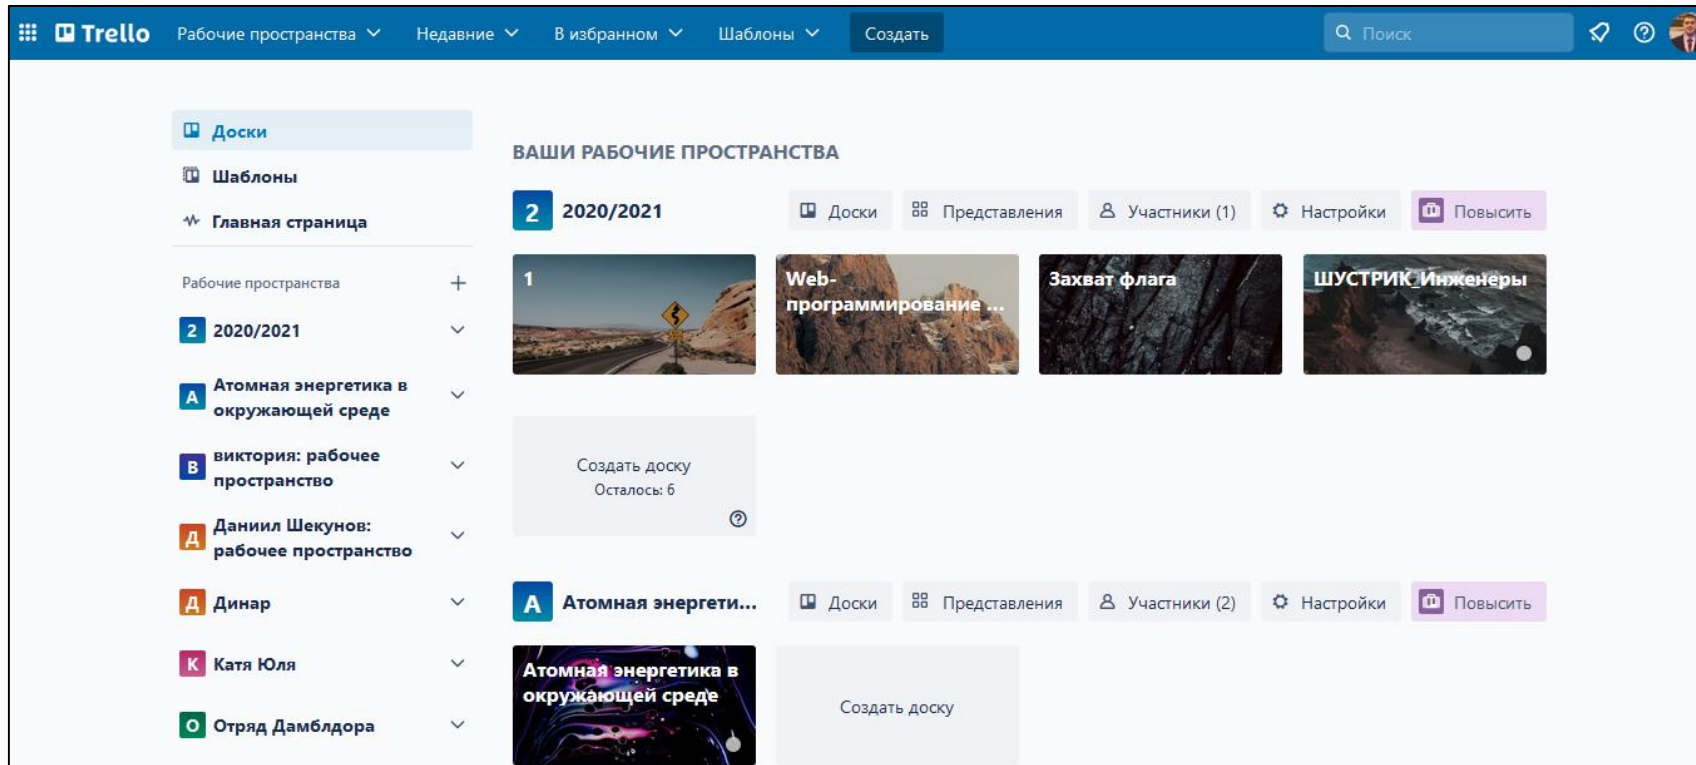 Trello Рабочие пространства Недавние В избранном Шаблоны Создать Поиск
Доски
Шаблоны
Главная страница
Рабочие пространства
2 2020/2021
А Атомная энергетика в
окружающей среде
В виктория: рабочее
пространство
Д Даниил Шекунов:
рабочее пространство
Д Динар
К Катя Юля
О Отряд Дамблдора
ВАШИ РАБОЧИЕ ПРОСТРАНСТВА
2 2020/2021 Доски Представления Участники (1) Настройки Повысить
1
Web-
программирование ...
Захват флага
ШУСТРИК_Инженеры
Создать доску
Осталось: 6
А Атомная энергети... Доски Представления Участники (2) Настройки Повысить
Атомная энергетика в
окружающей среде
Создать доску